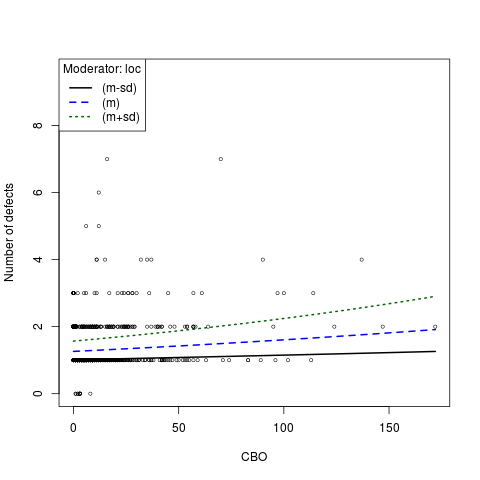 Moderator: loc
(m-sd)
(m)
(m+sd)
Number of defects
8
6
4
2
0
0 50 100 150
CBO